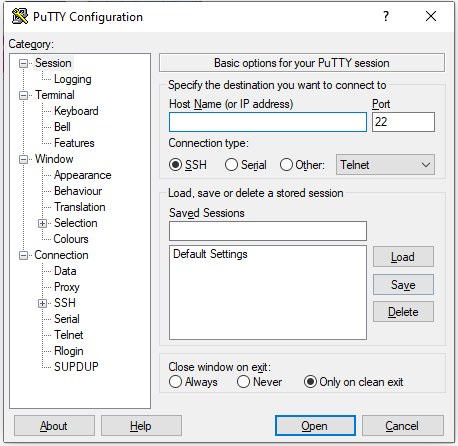 PuTTY Configuration
Category:
Session
Logging
Terminal
Keyboard
Bell
Features
Window
Appearance
Behaviour
Translation
Selection
Colours
Connection
Data
Proxy
SSH
Serial
Telnet
Rlogin
SUPDUP
Basic options for your PuTTY session
Specify the destination you want to connect to
Host Name (or IP address) Port
22
Connection type:
SSH Serial Other: Telnet
Load, save or delete a stored session
Saved Sessions
Default Settings
Load
Save
Delete
Close window on exit:
Always Never Only on clean exit
About Help Open Cancel